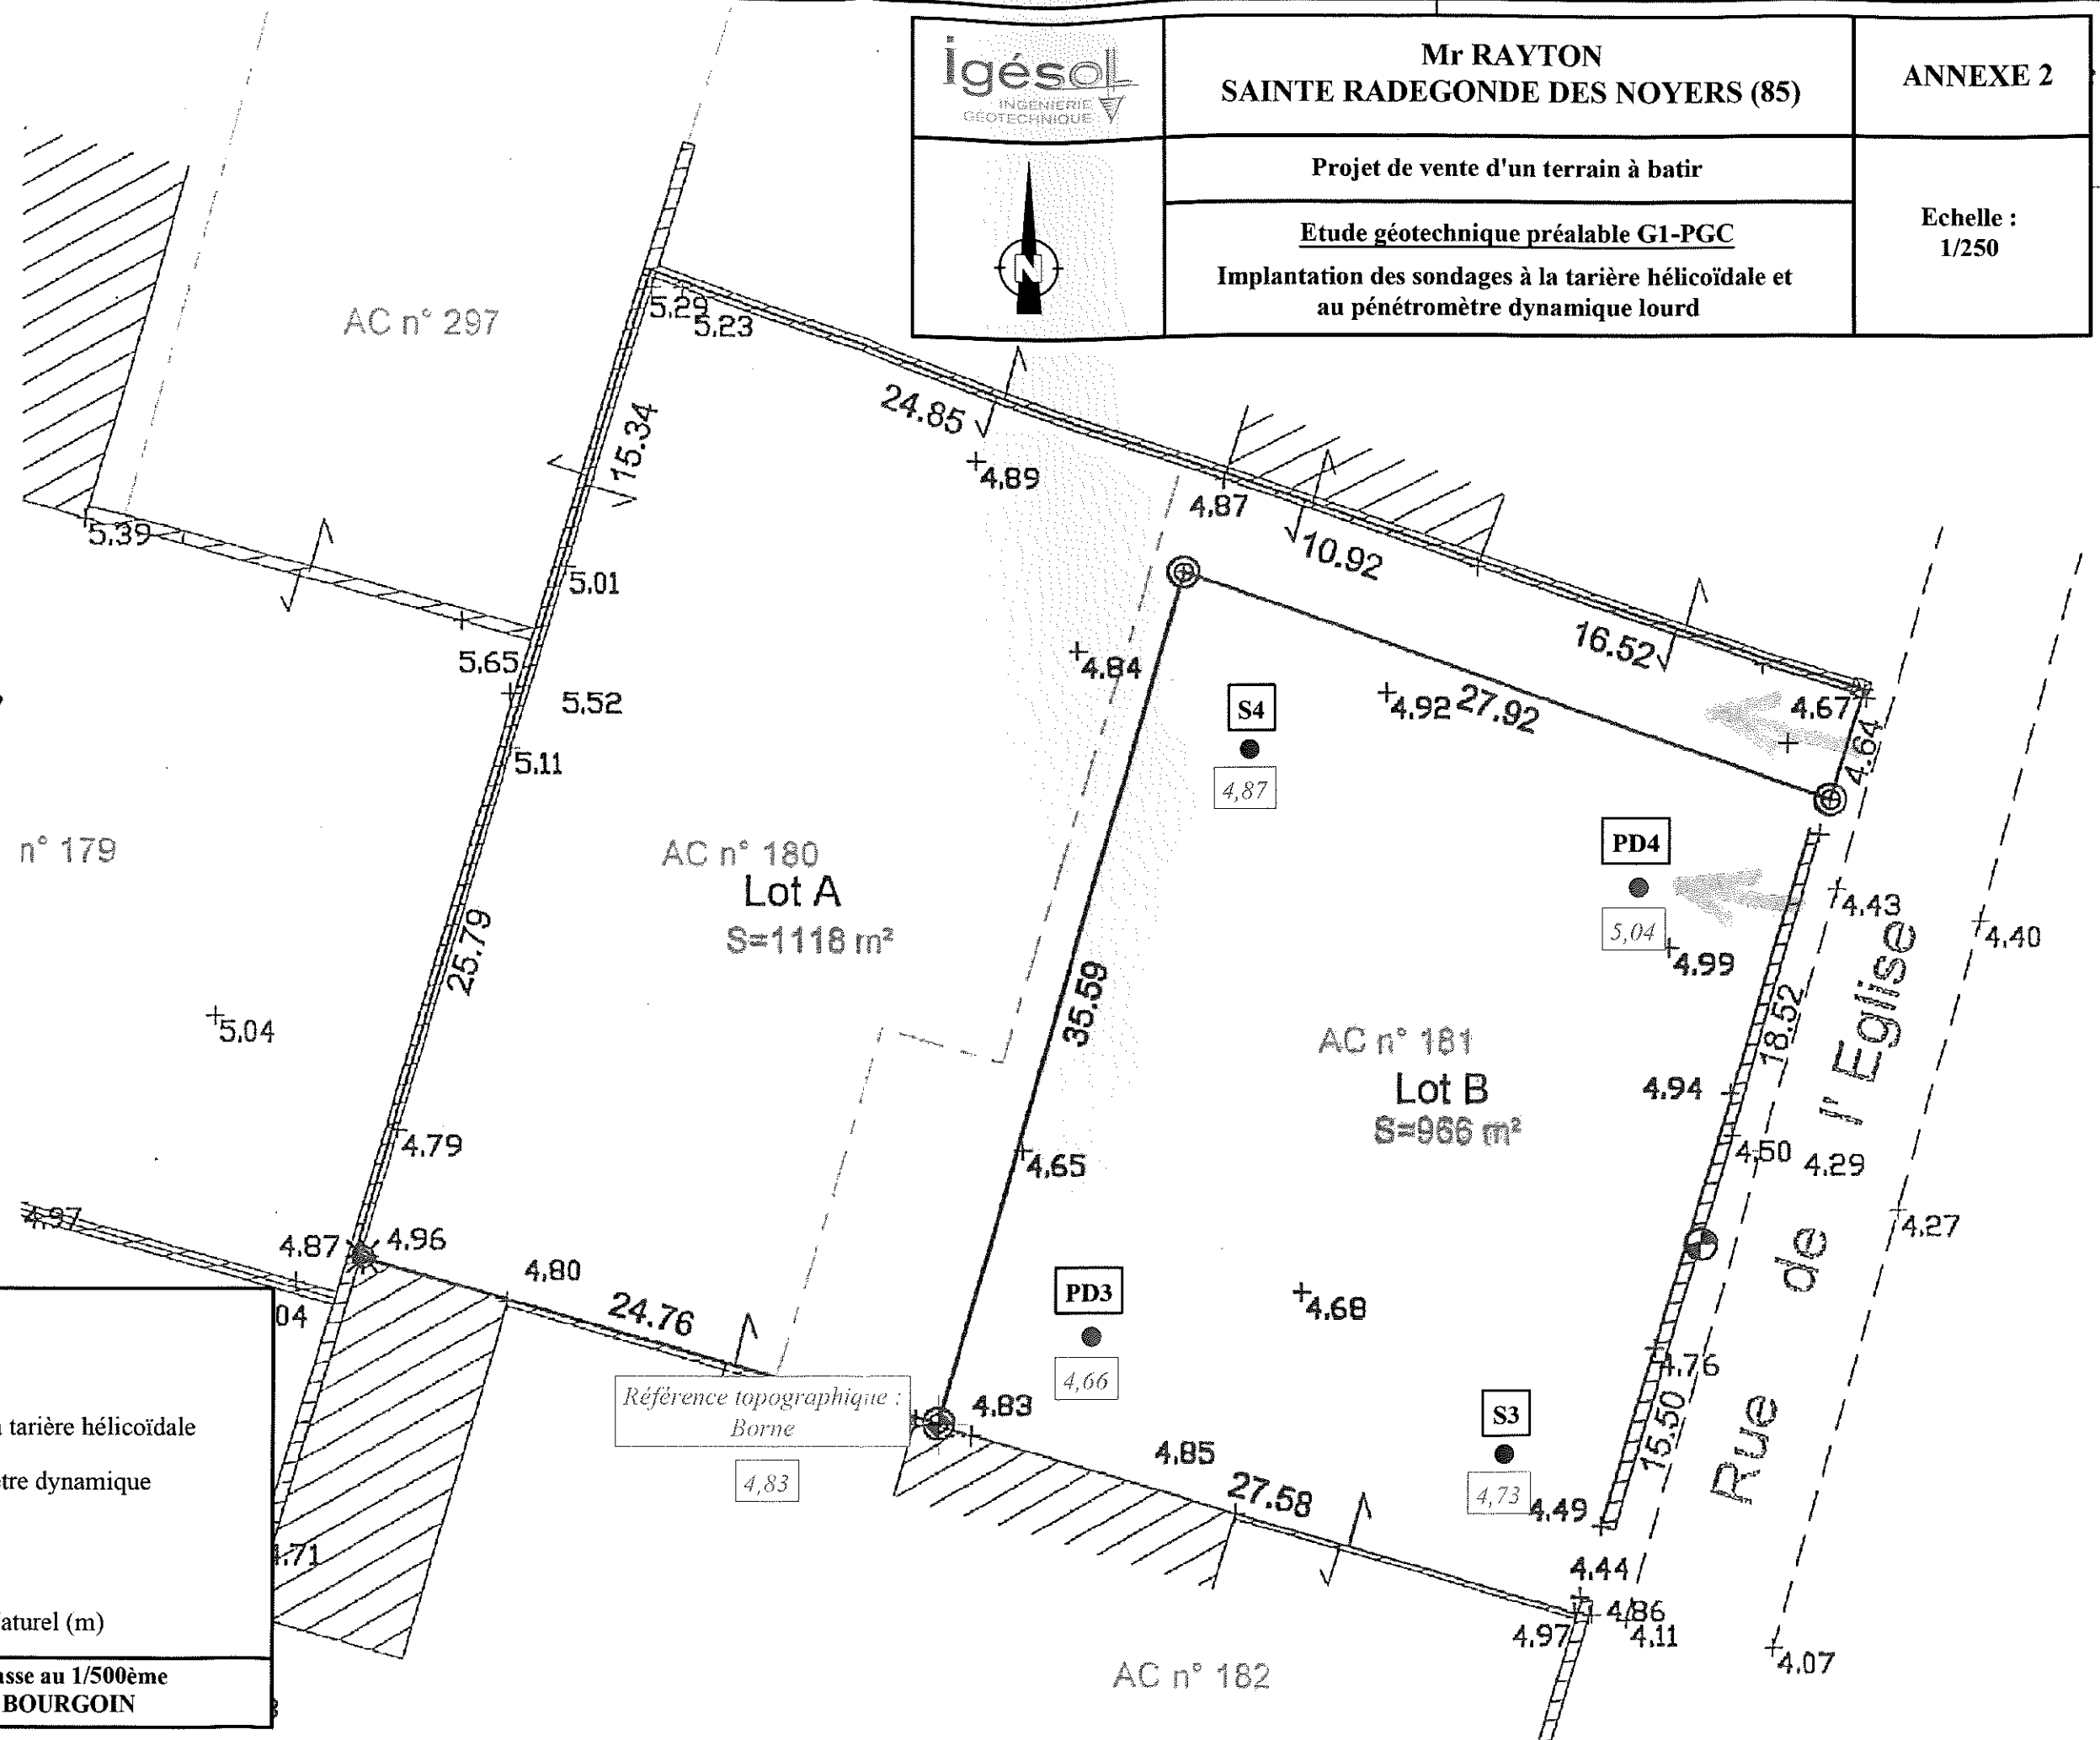 igésol
INGENIERIE
GEOTECHNIQUE
Mr RAYTON
SAINTE RADEGONDE DES NOYERS (85)
ANNEXE 2
Projet de vente d'un terrain à batir
Etude géotechnique préalable G1-PGC
Implantation des sondages à la tarière hélicoïdale et
au pénétromètre dynamique lourd
Echelle :
1/250
N
AC n° 297
5.29
5.23
24.85
15.34
4.89
4.87
10.92
5.39
5.01
16.52
5.65
4.84
5.52
S4
4.92
27.92
4.67
4.64
5.11
4,87
n° 179
AC n° 180
Lot A
S=1118 m²
PD4
5,04
4.43
4.40
4.99
25.79
35.59
5.04
18.52
AC n° 181
Lot B
S=966 m²
4.94
4.79
4.65
4.50
4.29
4.27
4.97
4.87
4.96
4.80
24.76
04
PD3
4,66
4.68
4.76
Rue de l' Eglise
Référence topographique :
Borne
4,83
4.83
4.85
27.58
S3
4,73
15.50
4.49
tarière hélicoïdale
tre dynamique
4.71
4.44
4.86
4.97
4.11
4.07
aturel (m)
AC n° 182
asse au 1/500ème
BOURGOIN